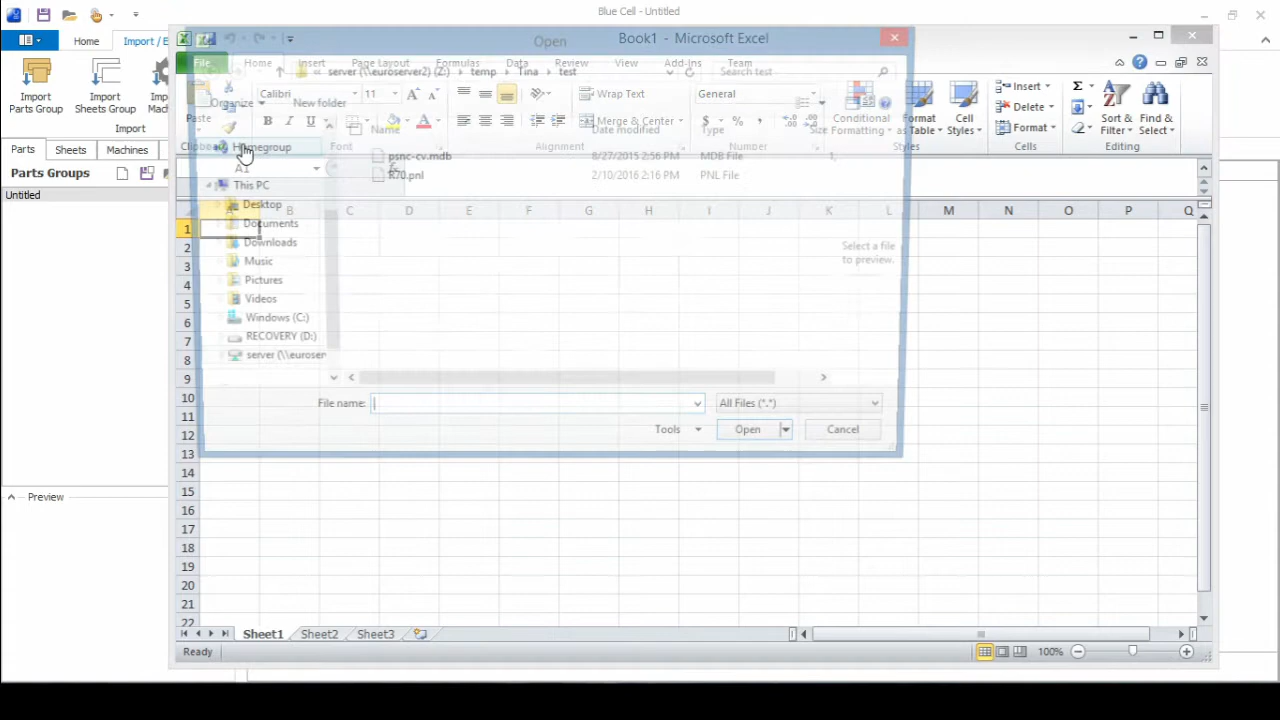 Blue Cell - Untitled
Home
Import / E
Import
Parts Group
Import
Sheets Group
Import
Mac
Import
Parts
Sheets
Machines
Parts Groups
Untitled
Preview
Book1 - Microsoft Excel
Open
File
Home
Insert
Page Layout
Formulas
Data
Review
View
Add-Ins
Team
« server (\\euroserver2) (Z:) › temp › Tina › test
Search test
Organize
New folder
Paste
Calibri
11
B I U
Wrap Text
Merge & Center
General
$ % ,
Conditional
Formatting
Format
as Table
Cell
Styles
Insert
Delete
Format
Sort &
Filter
Find &
Select
Clipboard
Font
Alignment
Styles
Cells
Editing
Name
Date modified
Type
Size
psnc-cv.mdb
8/27/2015 2:56 PM
MDB File
R70.pnl
2/10/2016 2:16 PM
PNL File
Homegroup
A1
This PC
Desktop
Documents
Downloads
Music
Pictures
Videos
Windows (C:)
RECOVERY (D:)
server (\\euroser
Select a file
to preview.
File name:
All Files (*.*)
Tools
Open
Cancel
A B C D E F G H I J K L M N O P Q
1
2
3
4
5
6
7
8
9
10
11
12
13
14
15
16
17
18
19
20
21
22
Sheet1
Sheet2
Sheet3
Ready
100%